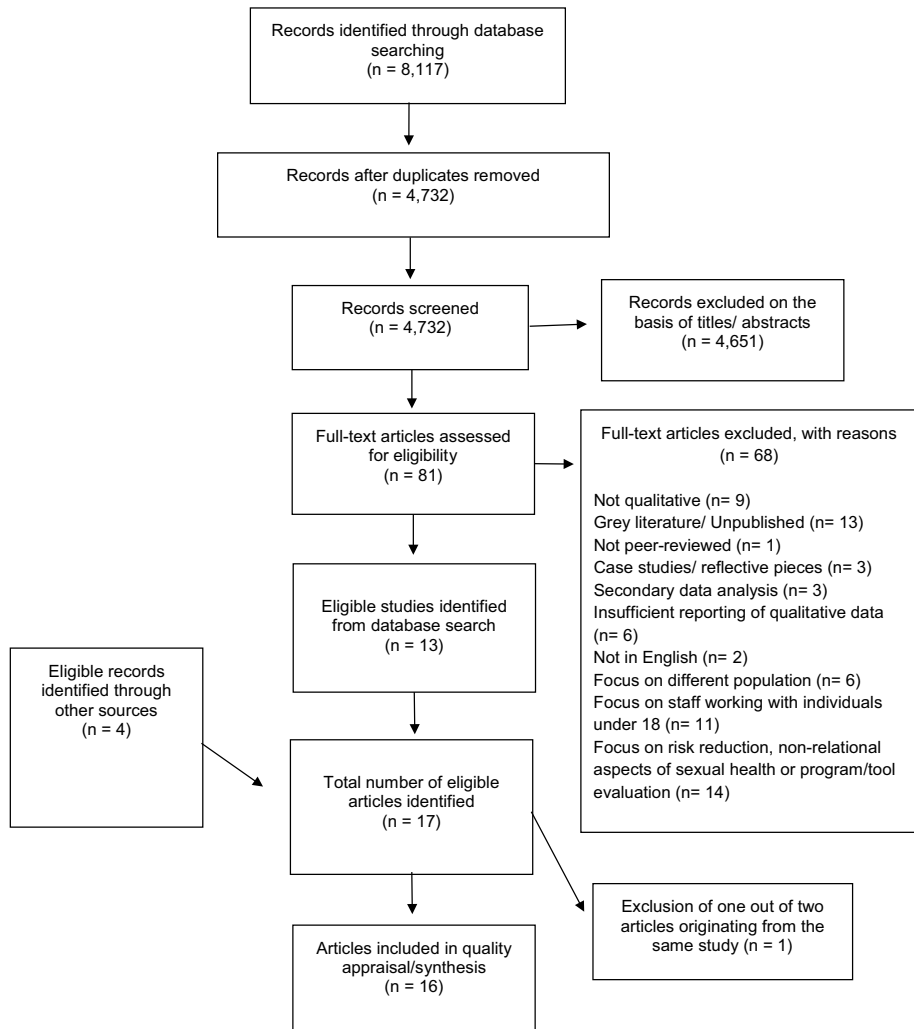 Records identified through database
searching
(n = 8,117)
Records after duplicates removed
(n = 4,732)
Records screened
(n = 4,732)
Records excluded on the
basis of titles/ abstracts
(n = 4,651)
Full-text articles assessed
for eligibility
(n = 81)
Full-text articles excluded, with reasons
(n = 68)
Not qualitative (n= 9)
Grey literature/ Unpublished (n= 13)
Not peer-reviewed (n= 1)
Case studies/ reflective pieces (n= 3)
Secondary data analysis (n= 3)
Insufficient reporting of qualitative data
(n= 6)
Not in English (n= 2)
Focus on different population (n= 6)
Focus on staff working with individuals
under 18 (n= 11)
Focus on risk reduction, non-relational
aspects of sexual health or program/tool
evaluation (n= 14)
Eligible studies identified
from database search
(n = 13)
Eligible records
identified through
other sources
(n = 4)
Total number of eligible
articles identified
(n = 17)
Exclusion of one out of two
articles originating from the
same study (n = 1)
Articles included in quality
appraisal/synthesis
(n = 16)